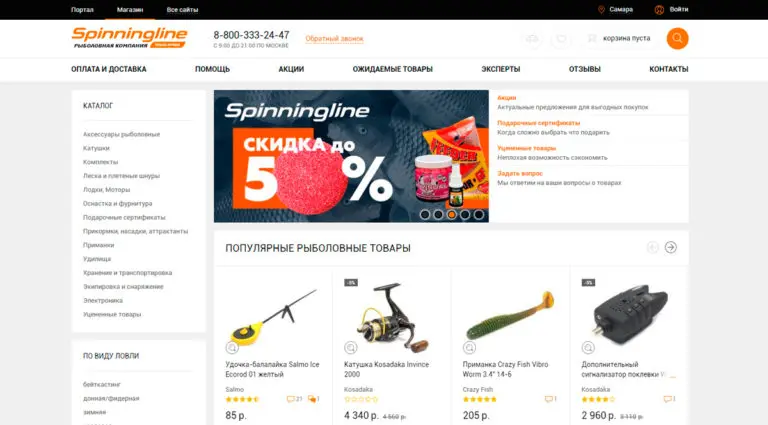 Портал Магазин Все сайты Самара Войти
Spinningline
РЫБОЛОВНАЯ КОМПАНИЯ
8-800-333-24-47
С 5:00 ДО 21:00 ПО МОСКВЕ
Обратный звонок
корзина пуста
ОПЛАТА И ДОСТАВКА ПОМОЩЬ АКЦИИ ОЖИДАЕМЫЕ ТОВАРЫ ЭКСПЕРТЫ ОТЗЫВЫ КОНТАКТЫ
КАТАЛОГ
Аксессуары рыболовные
Катушки
Комплекты
Леска и плетеные шнуры
Лодки, Моторы
Оснастка и фурнитура
Подарочные сертификаты
Прикормки, насадки, аттрактанты
Приманки
Удилища
Хранение и транспортировка
Экипировка и снаряжение
Электроника
Уцененные товары
ПО ВИДУ ЛОВЛИ
бейткастинг
донная/фидерная
зимняя
Spinningline
СКИДКА ДО
50%
Акции
Актуальные предложения для выгодных покупок
Подарочные сертификаты
Когда сложно выбрать что подарить
Уцененные товары
Неплохая возможность сэкономить
Задать вопрос
Мы ответим на ваши вопросы о товарах
ПОПУЛЯРНЫЕ РЫБОЛОВНЫЕ ТОВАРЫ
Удочка-балалайка Salmo Ice
Ecorod 01 желтый
Salmo
21 1
85 р.
-5%
Катушка Kosadaka Invince
2000
Kosadaka
4 340 р. 4 560 р.
Приманка Crazy Fish Vibro
Worm 3.4" 14-6
Crazy Fish
1
205 р.
-5%
Дополнительный
сигнализатор поклевки
Kosadaka
1
2 960 р. 3 110 р.